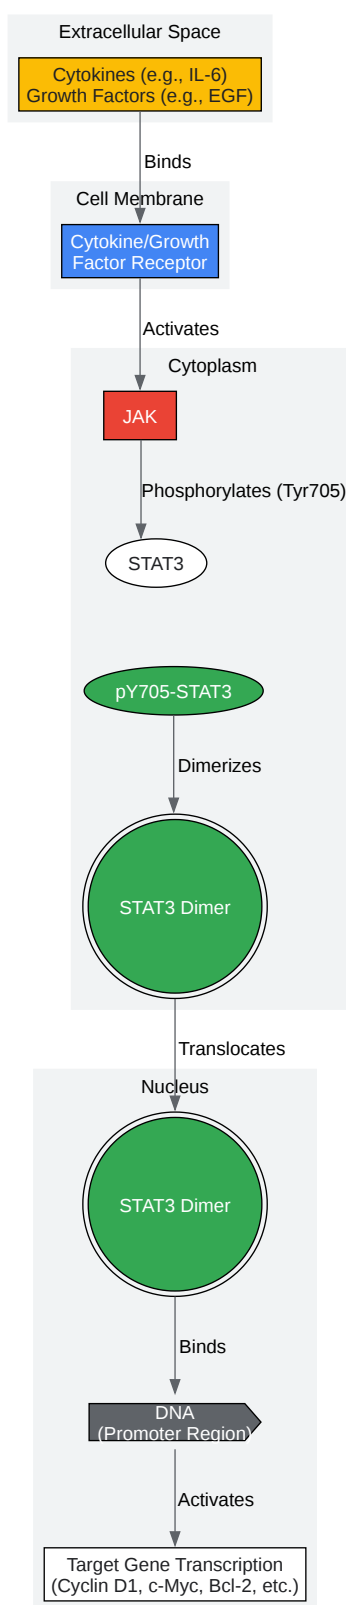 Extracellular Space
Cytokines (e.g., IL-6)
Growth Factors (e.g., EGF)
Binds
Cell Membrane
Cytokine/Growth
Factor Receptor
Activates
Cytoplasm
JAK
Phosphorylates (Tyr705)
STAT3
pY705-STAT3
Dimerizes
STAT3 Dimer
Translocates
Nucleus
STAT3 Dimer
Binds
DNA
(Promoter Region)
Activates
Target Gene Transcription
(Cyclin D1, c-Myc, Bcl-2, etc.)